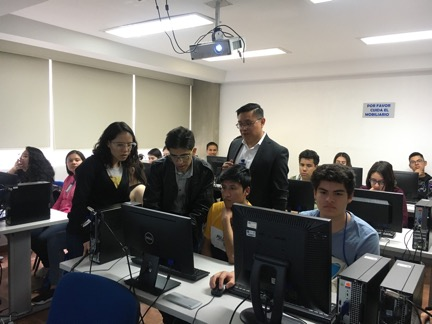 POR FAVOR
CUIDA EL
MOBILIARIO
DELL